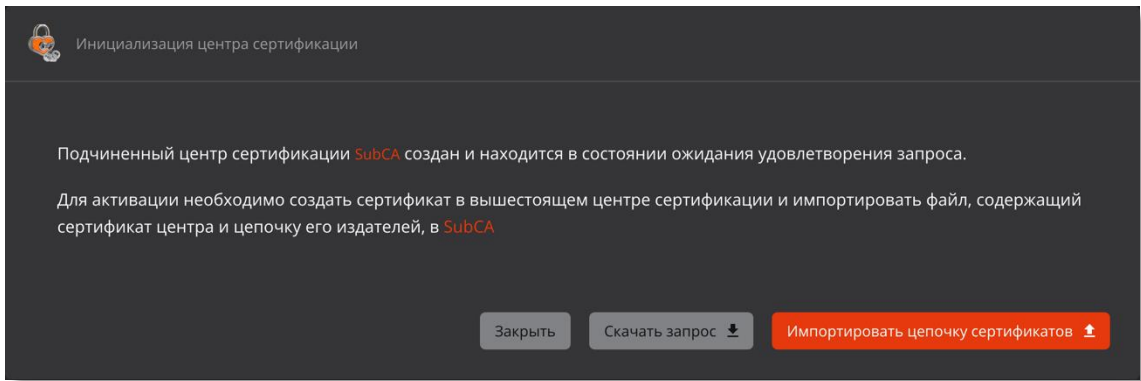 Инициализация центра сертификации
Подчиненный центр сертификации SubCA создан и находится в состоянии ожидания удовлетворения запроса.
Для активации необходимо создать сертификат в вышестоящем центре сертификации и импортировать файл, содержащий
сертификат центра и цепочку его издателей, в SubCA
Закрыть
Скачать запрос
Импортировать цепочку сертификатов